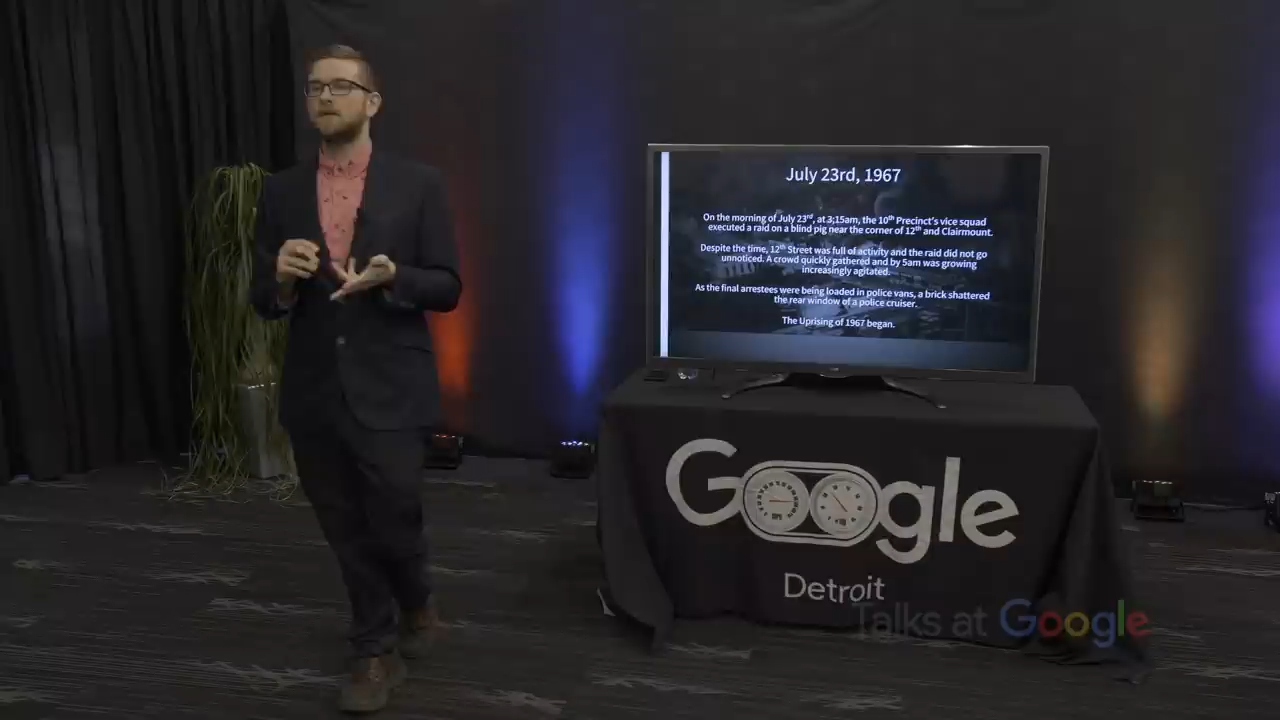 July 23rd, 1967
On the morning of July 23rd, at 3;15am, the 10th Precinct's vice squad
executed a raid on a blind pig near the corner of 12th and Clairmount.
Despite the time, 12th Street was full of activity and the raid did not go
unnoticed. A crowd quickly gathered and by 5am was growing
increasingly agitated.
As the final arrestees were being loaded in police vans, a brick shattered
the rear window of a police cruiser.
The Uprising of 1967 began.
Google
Detroit
Talks at Google